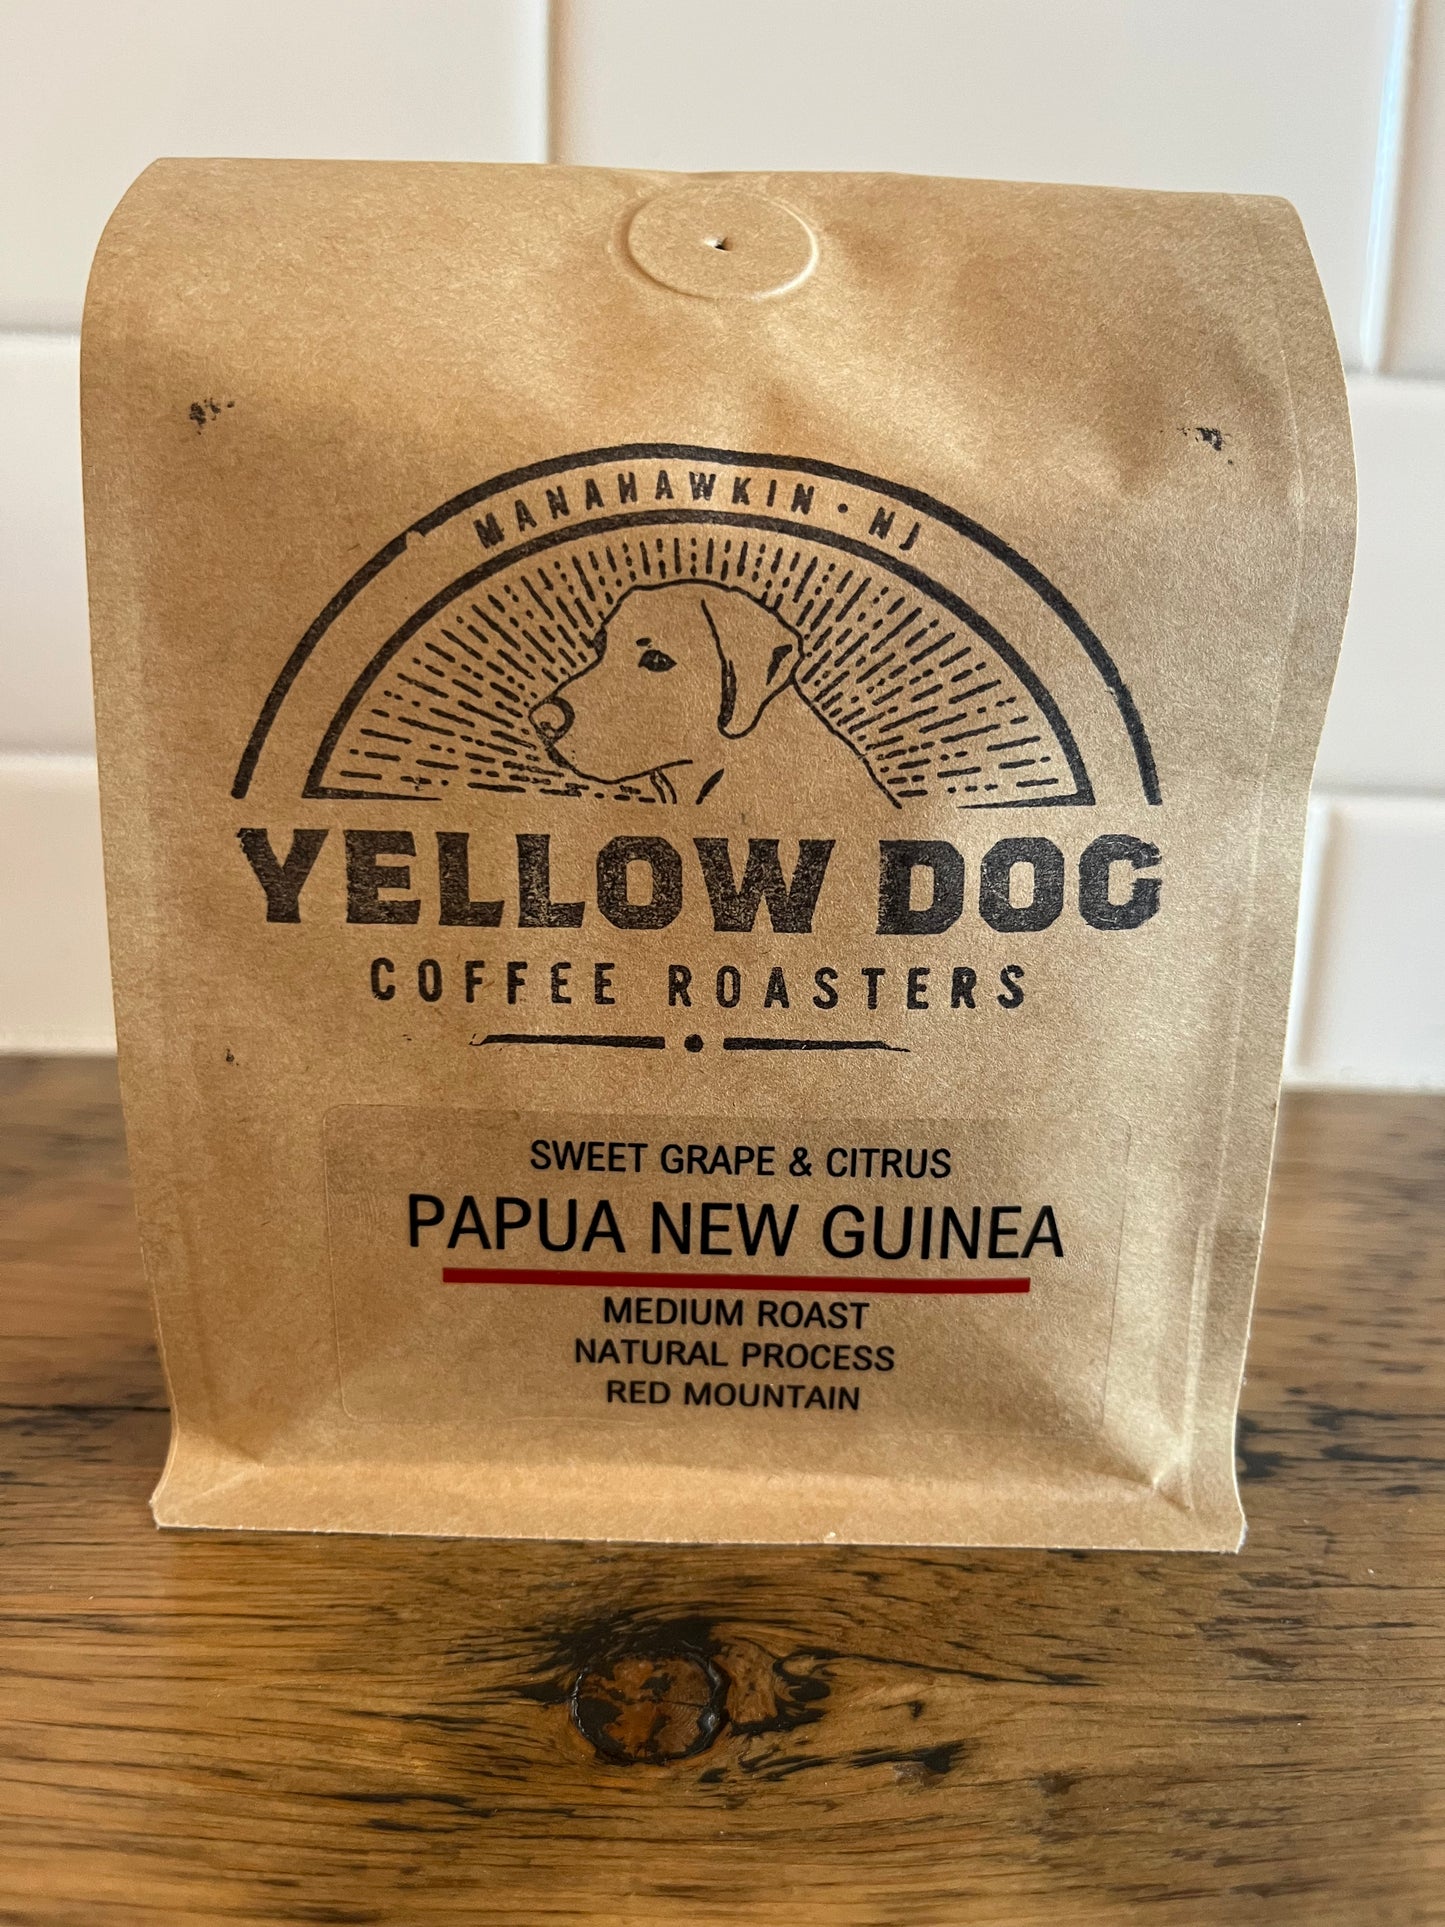 MANAHAWKIN · NJ
YELLOW DOG
COFFEE ROASTERS
SWEET GRAPE & CITRUS
PAPUA NEW GUINEA
MEDIUM ROAST
NATURAL PROCESS
RED MOUNTAIN